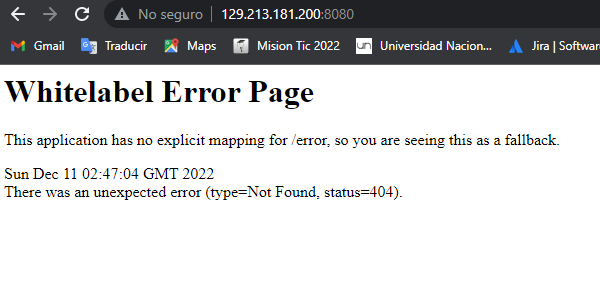 No seguro | 129.213.181.200:8080
Gmail Traducir Maps Mision Tic 2022 un Universidad Nacion... Jira | Software
Whitelabel Error Page
This application has no explicit mapping for /error, so you are seeing this as a fallback.
Sun Dec 11 02:47:04 GMT 2022
There was an unexpected error (type=Not Found, status=404).